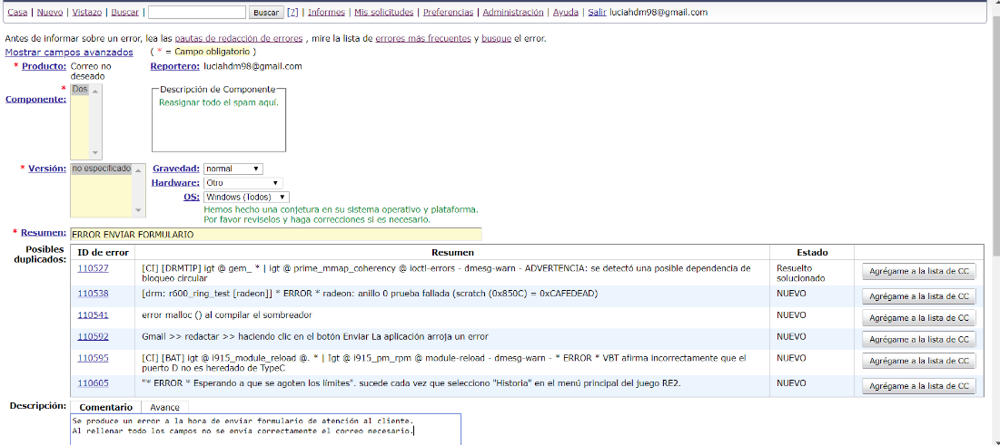 Casa | Nuevo | Vistazo | Buscar | Buscar [?] | Informes | Mis solicitudes | Preferencias | Administración | Ayuda | Salir luciahdm98@gmail.com
Antes de informar sobre un error, lea las pautas de redacción de errores , mire la lista de errores más frecuentes y busque el error.
Mostrar campos avanzados ( * = Campo obligatorio )
* Producto: Correo no deseado Reportero: luciahdm98@gmail.com
* Componente: Dos
Descripción de Componente
Reasignar todo el spam aquí.
* Versión: no especificado Gravedad: normal
Hardware: Otro
OS: Windows (Todos)
Hemos hecho una conjetura en su sistema operativo y plataforma.
Por favor revíselos y haga correcciones si es necesario.
* Resumen: ERROR ENVIAR FORMULARIO
Posibles duplicados: ID de error Resumen Estado
110527 [CI] [DRMTIP] igt @ gem_ * | igt @ prime_mmap_coherency @ ioctl-errors - dmesg-warn - ADVERTENCIA: se detectó una posible dependencia de bloqueo circular Resuelto solucionado Agrégame a la lista de CC
110538 [drm: r600_ring_test [radeon]] * ERROR * radeon: anillo 0 prueba fallada (scratch (0x850C) = 0xCAFEDEAD) NUEVO Agrégame a la lista de CC
110541 error malloc () al compilar el sombreador NUEVO Agrégame a la lista de CC
110592 Gmail >> redactar >> haciendo clic en el botón Enviar La aplicación arroja un error NUEVO Agrégame a la lista de CC
110595 [CI] [BAT] igt @ i915_module_reload @. * | Igt @ i915_pm_rpm @ module-reload - dmesg-warn - * ERROR * VBT afirma incorrectamente que el puerto D no es heredado de TypeC NUEVO Agrégame a la lista de CC
110605 "* ERROR * Esperando a que se agoten los límites". sucede cada vez que selecciono "Historia" en el menú principal del juego RE2. NUEVO Agrégame a la lista de CC
Descripción: Comentario Avance
Se produce un error a la hora de enviar formulario de atención al cliente.
Al rellenar todo los campos no se envía correctamente el correo necesario.